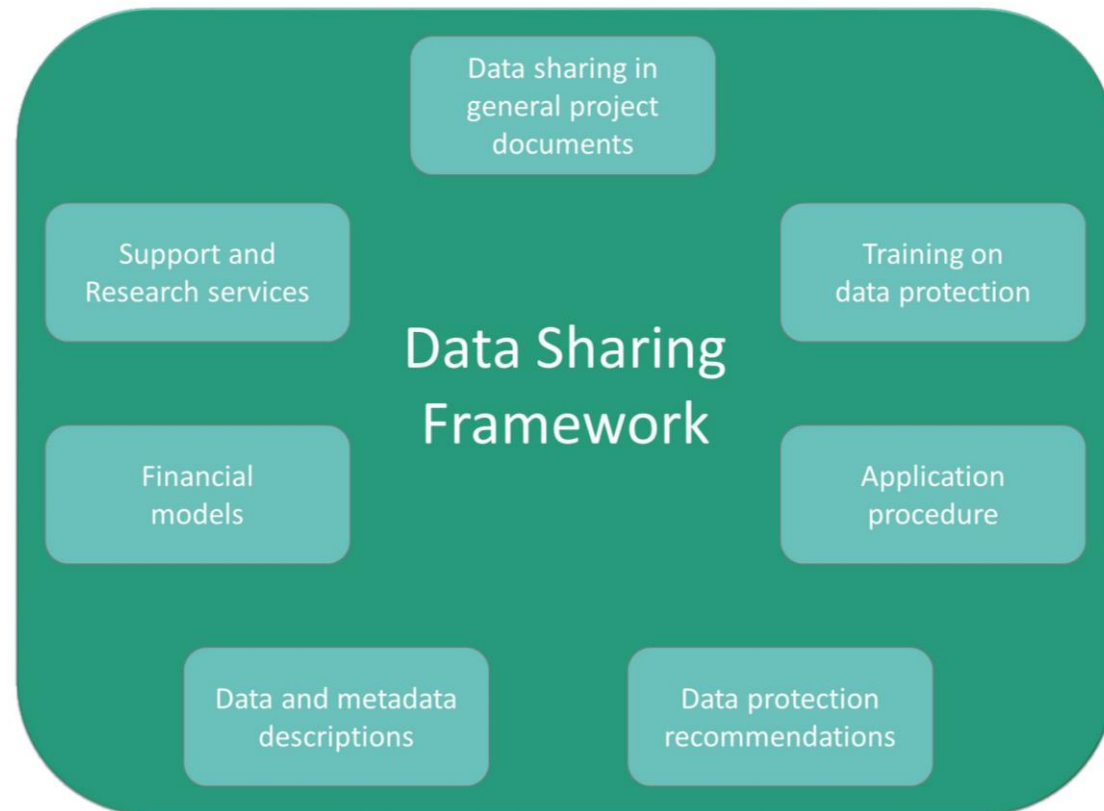 Data sharing in
general project
documents
Support and
Research services
Training on
data protection
Data Sharing
Framework
Financial
models
Application
procedure
Data and metadata
descriptions
Data protection
recommendations